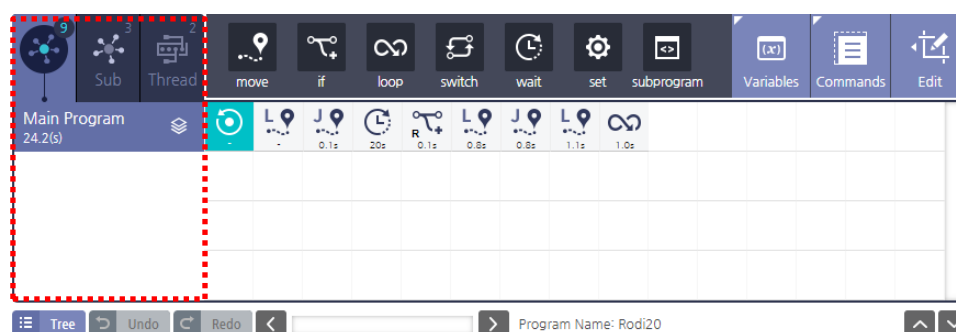 9 3 2
Sub Thread move if loop switch wait set subprogram (x) Variables Commands Edit
Main Program
24.2(s)
L J R L J L
- - 0.1s 20s 0.1s 0.8s 0.8s 1.1s 1.0s
Tree Undo Redo Program Name: Rodi20